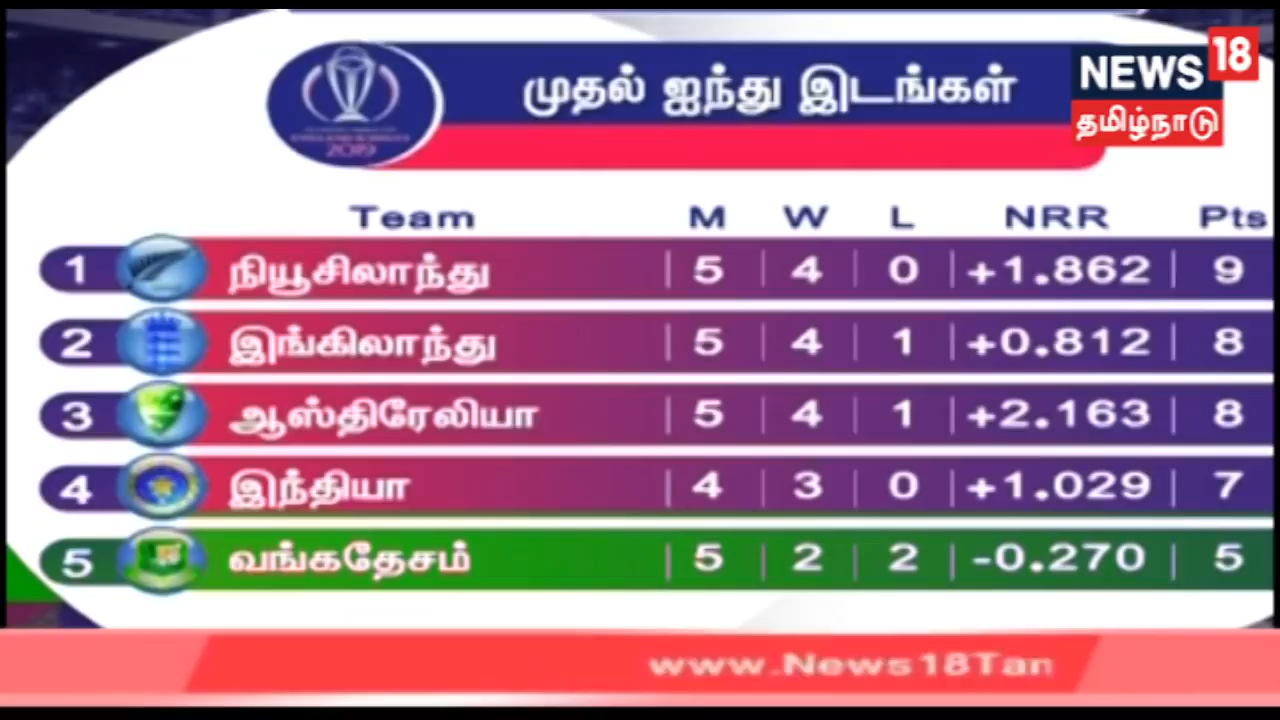 முதல் ஐந்து இடங்கள்
NEWS 18
தமிழ்நாடு
2019
Team M W L NRR Pts
1 நியூசிலாந்து 5 4 0 +1.862 9
2 இங்கிலாந்து 5 4 1 +0.812 8
3 ஆஸ்திரேலியா 5 4 1 +2.163 8
4 இந்தியா 4 3 0 +1.029 7
5 வங்கதேசம் 5 2 2 -0.270 5
www.News18Tan